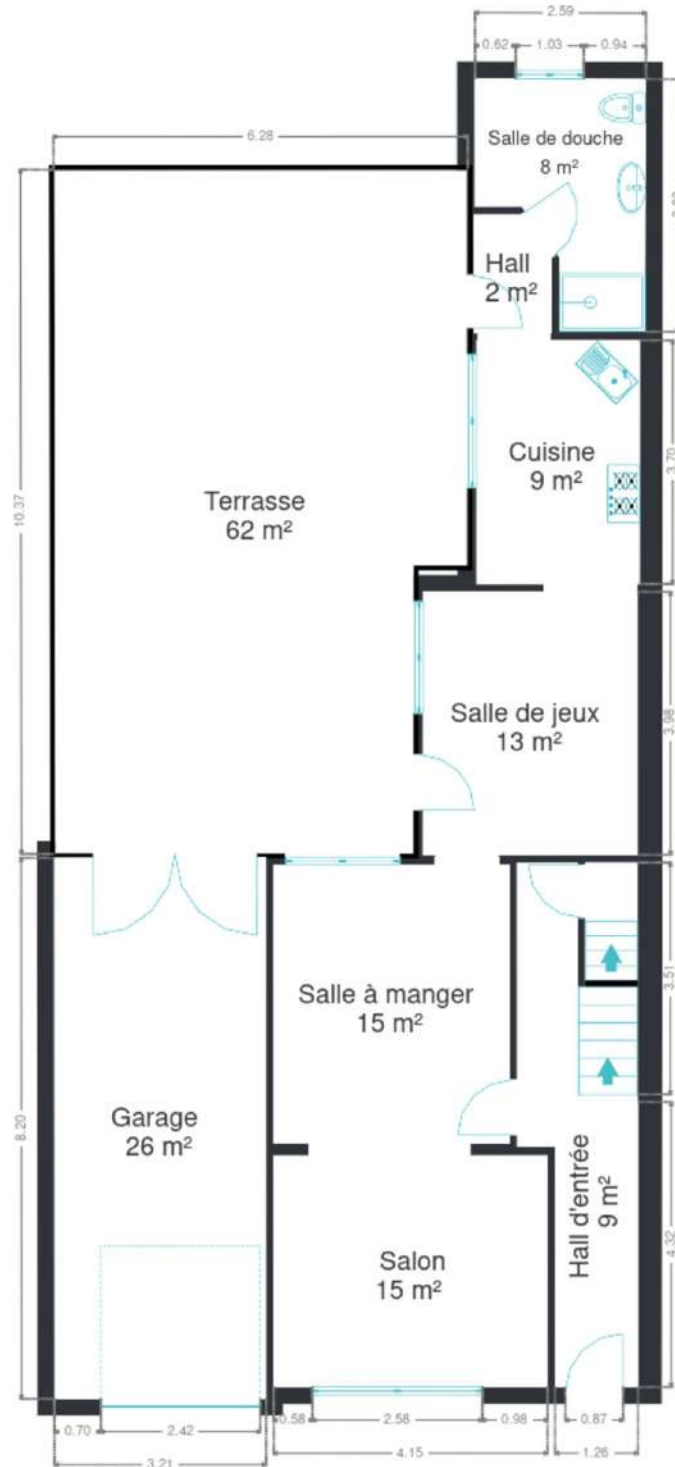 2.59
0.62 1.03 0.94
6.28
Salle de douche
8 m²
Hall
2 m²
Cuisine
9 m²
3.70
Terrasse
62 m²
10.37
Salle de jeux
13 m²
3.98
Salle à manger
15 m²
3.51
Garage
26 m²
8.20
Hall d'entrée
9 m²
4.32
Salon
15 m²
0.70 2.42 0.58 2.58 0.98 0.87
3.21 4.15 1.26